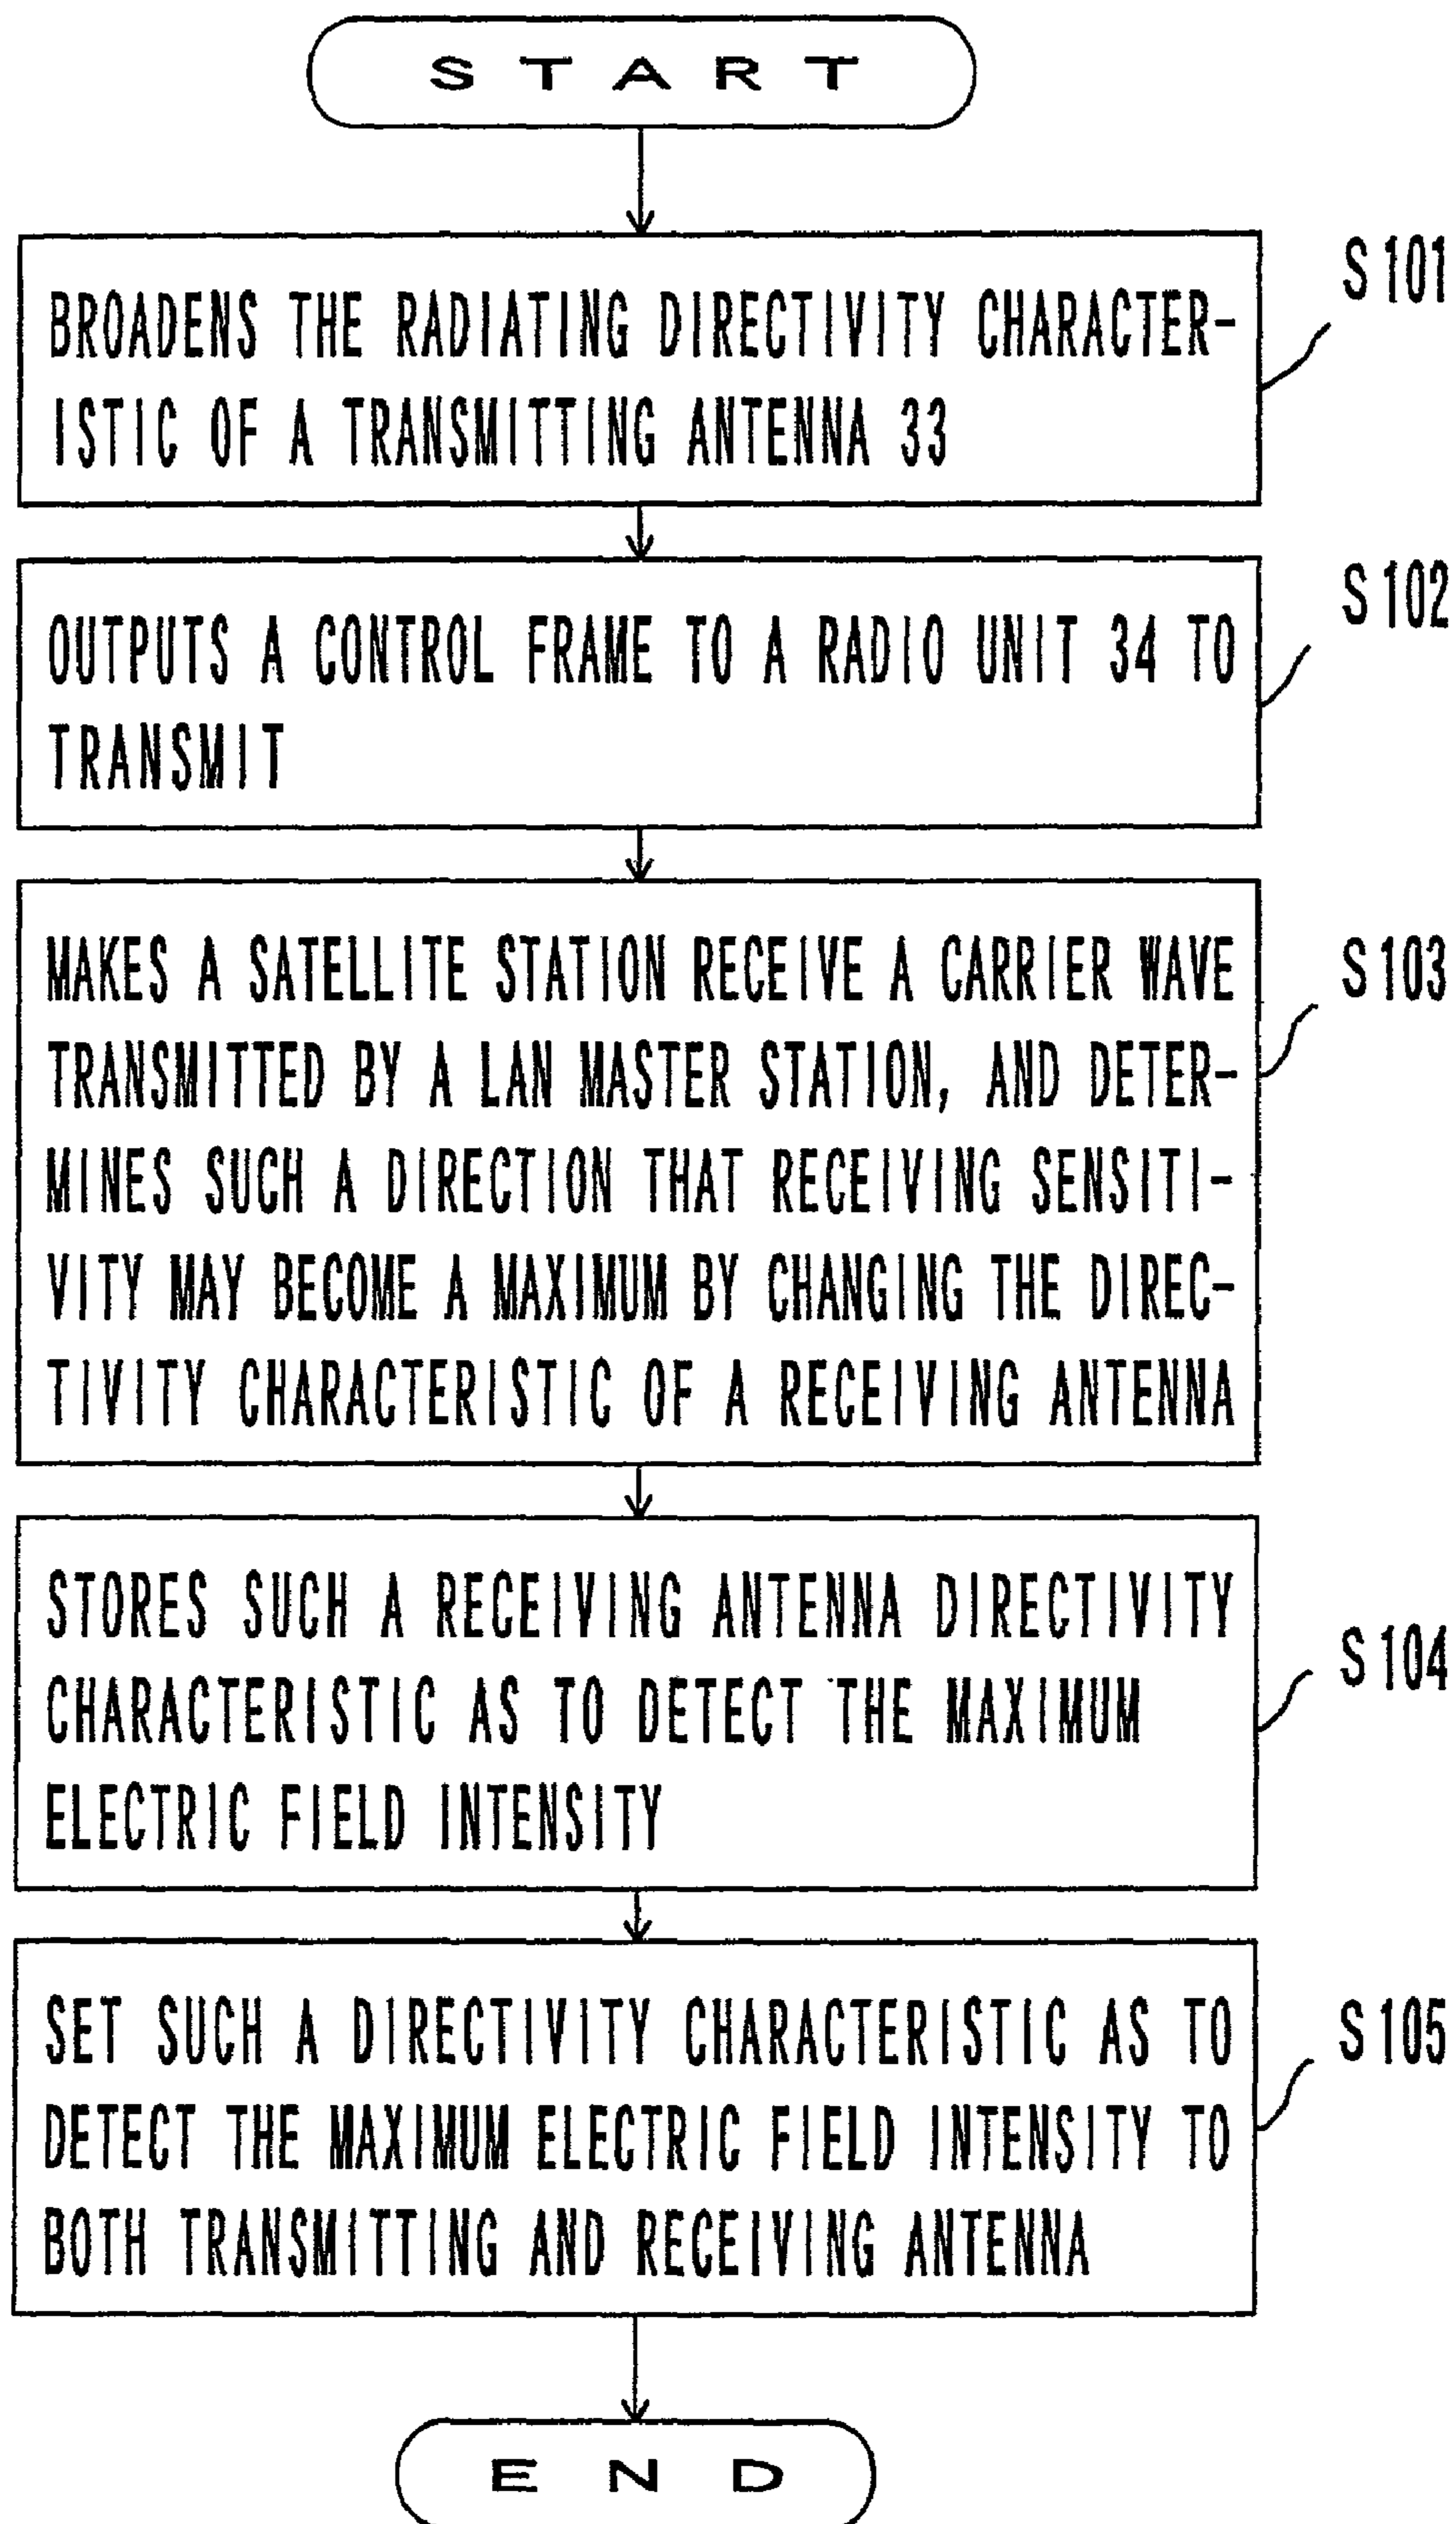 START
S101
BROADENS THE RADIATING DIRECTIVITY CHARACTER-
ISTIC OF A TRANSMITTING ANTENNA 33
S102
OUTPUTS A CONTROL FRAME TO A RADIO UNIT 34 TO
TRANSMIT
S103
MAKES A SATELLITE STATION RECEIVE A CARRIER WAVE
TRANSMITTED BY A LAN MASTER STATION, AND DETER-
MINES SUCH A DIRECTION THAT RECEIVING SENSITI-
VITY MAY BECOME A MAXIMUM BY CHANGING THE DIREC-
TIVITY CHARACTERISTIC OF A RECEIVING ANTENNA
STORES SUCH A RECEIVING ANTENNA DIRECTIVITY
S104
CHARACTERISTIC AS TO DETECT THE MAXIMUM
ELECTRIC FIELD INTENSITY
SET SUCH A DIRECTIVITY CHARACTERISTIC AS TO
S105
DETECT THE MAXIMUM ELECTRIC FIELD INTENSITY TO
BOTH TRANSMITTING AND RECEIVING ANTENNA
END